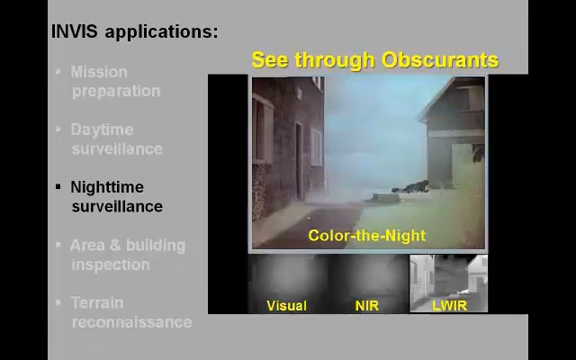 INVIS applications:
See through Obscurants
▪ Mission
preparation
▪ Daytime
surveillance
▪ Nighttime
surveillance
▪ Area & building
inspection
▪ Terrain
reconnaissance
Color-the-Night
Visual NIR LWIR